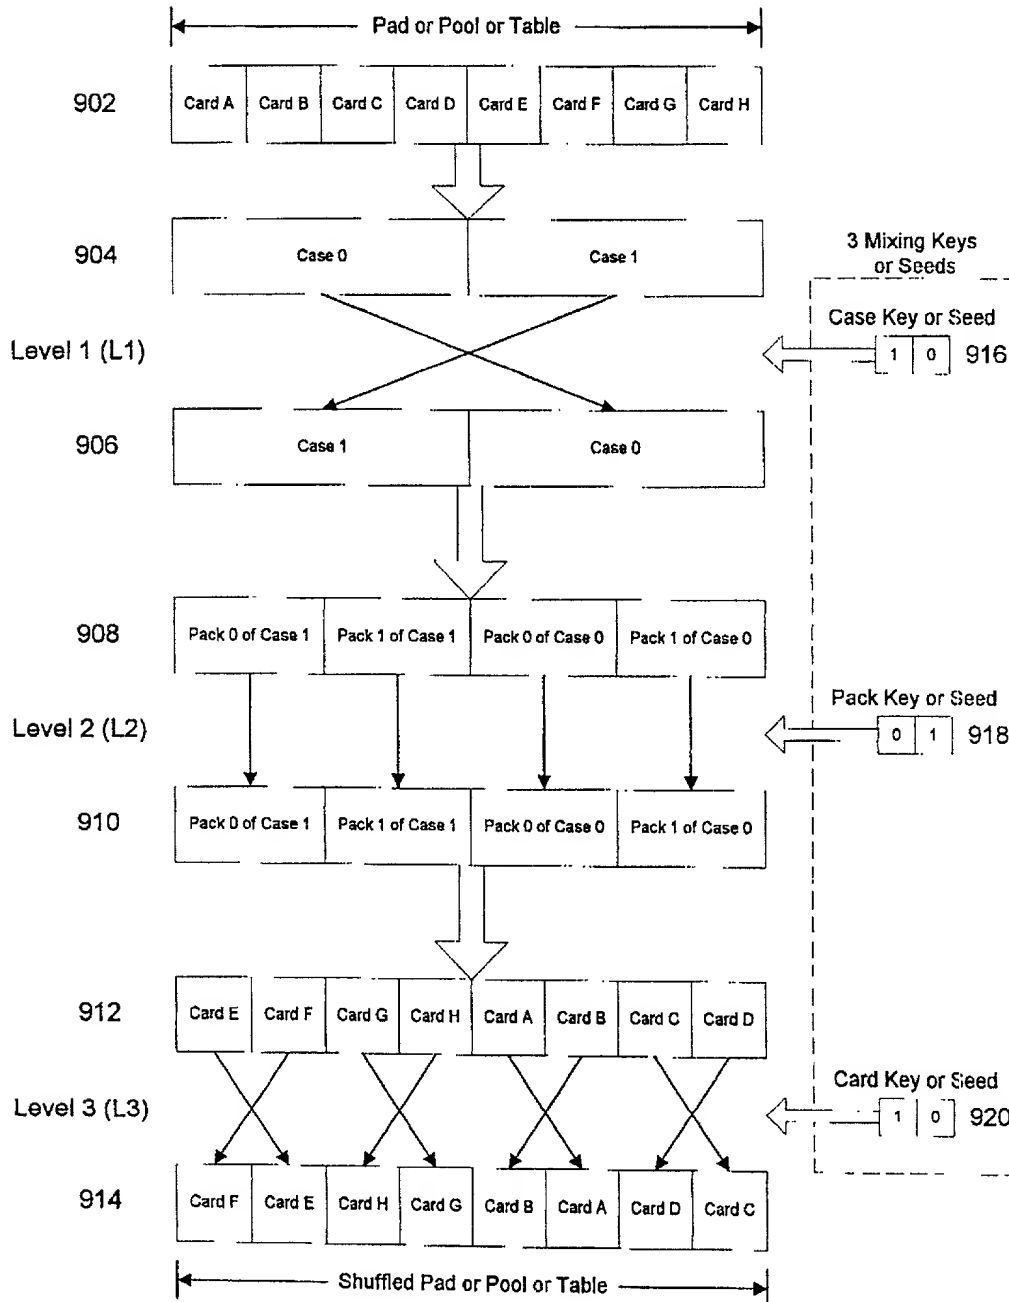 Pad or Pool or Table
902
Card A Card B Card C Card D Card E Card F Card G Card H
904
Case 0 Case 1
3 Mixing Keys
or Seeds
Case Key or Seed
Level 1 (L1)
1 0 916
906
Case 1 Case 0
908
Pack 0 of Case 1 Pack 1 of Case 1 Pack 0 of Case 0 Pack 1 of Case 0
Pack Key or Seed
Level 2 (L2)
0 1 918
910
Pack 0 of Case 1 Pack 1 of Case 1 Pack 0 of Case 0 Pack 1 of Case 0
912
Card E Card F Card G Card H Card A Card B Card C Card D
Card Key or Seed
Level 3 (L3)
1 0 920
914
Card F Card E Card H Card G Card B Card A Card D Card C
Shuffled Pad or Pool or Table